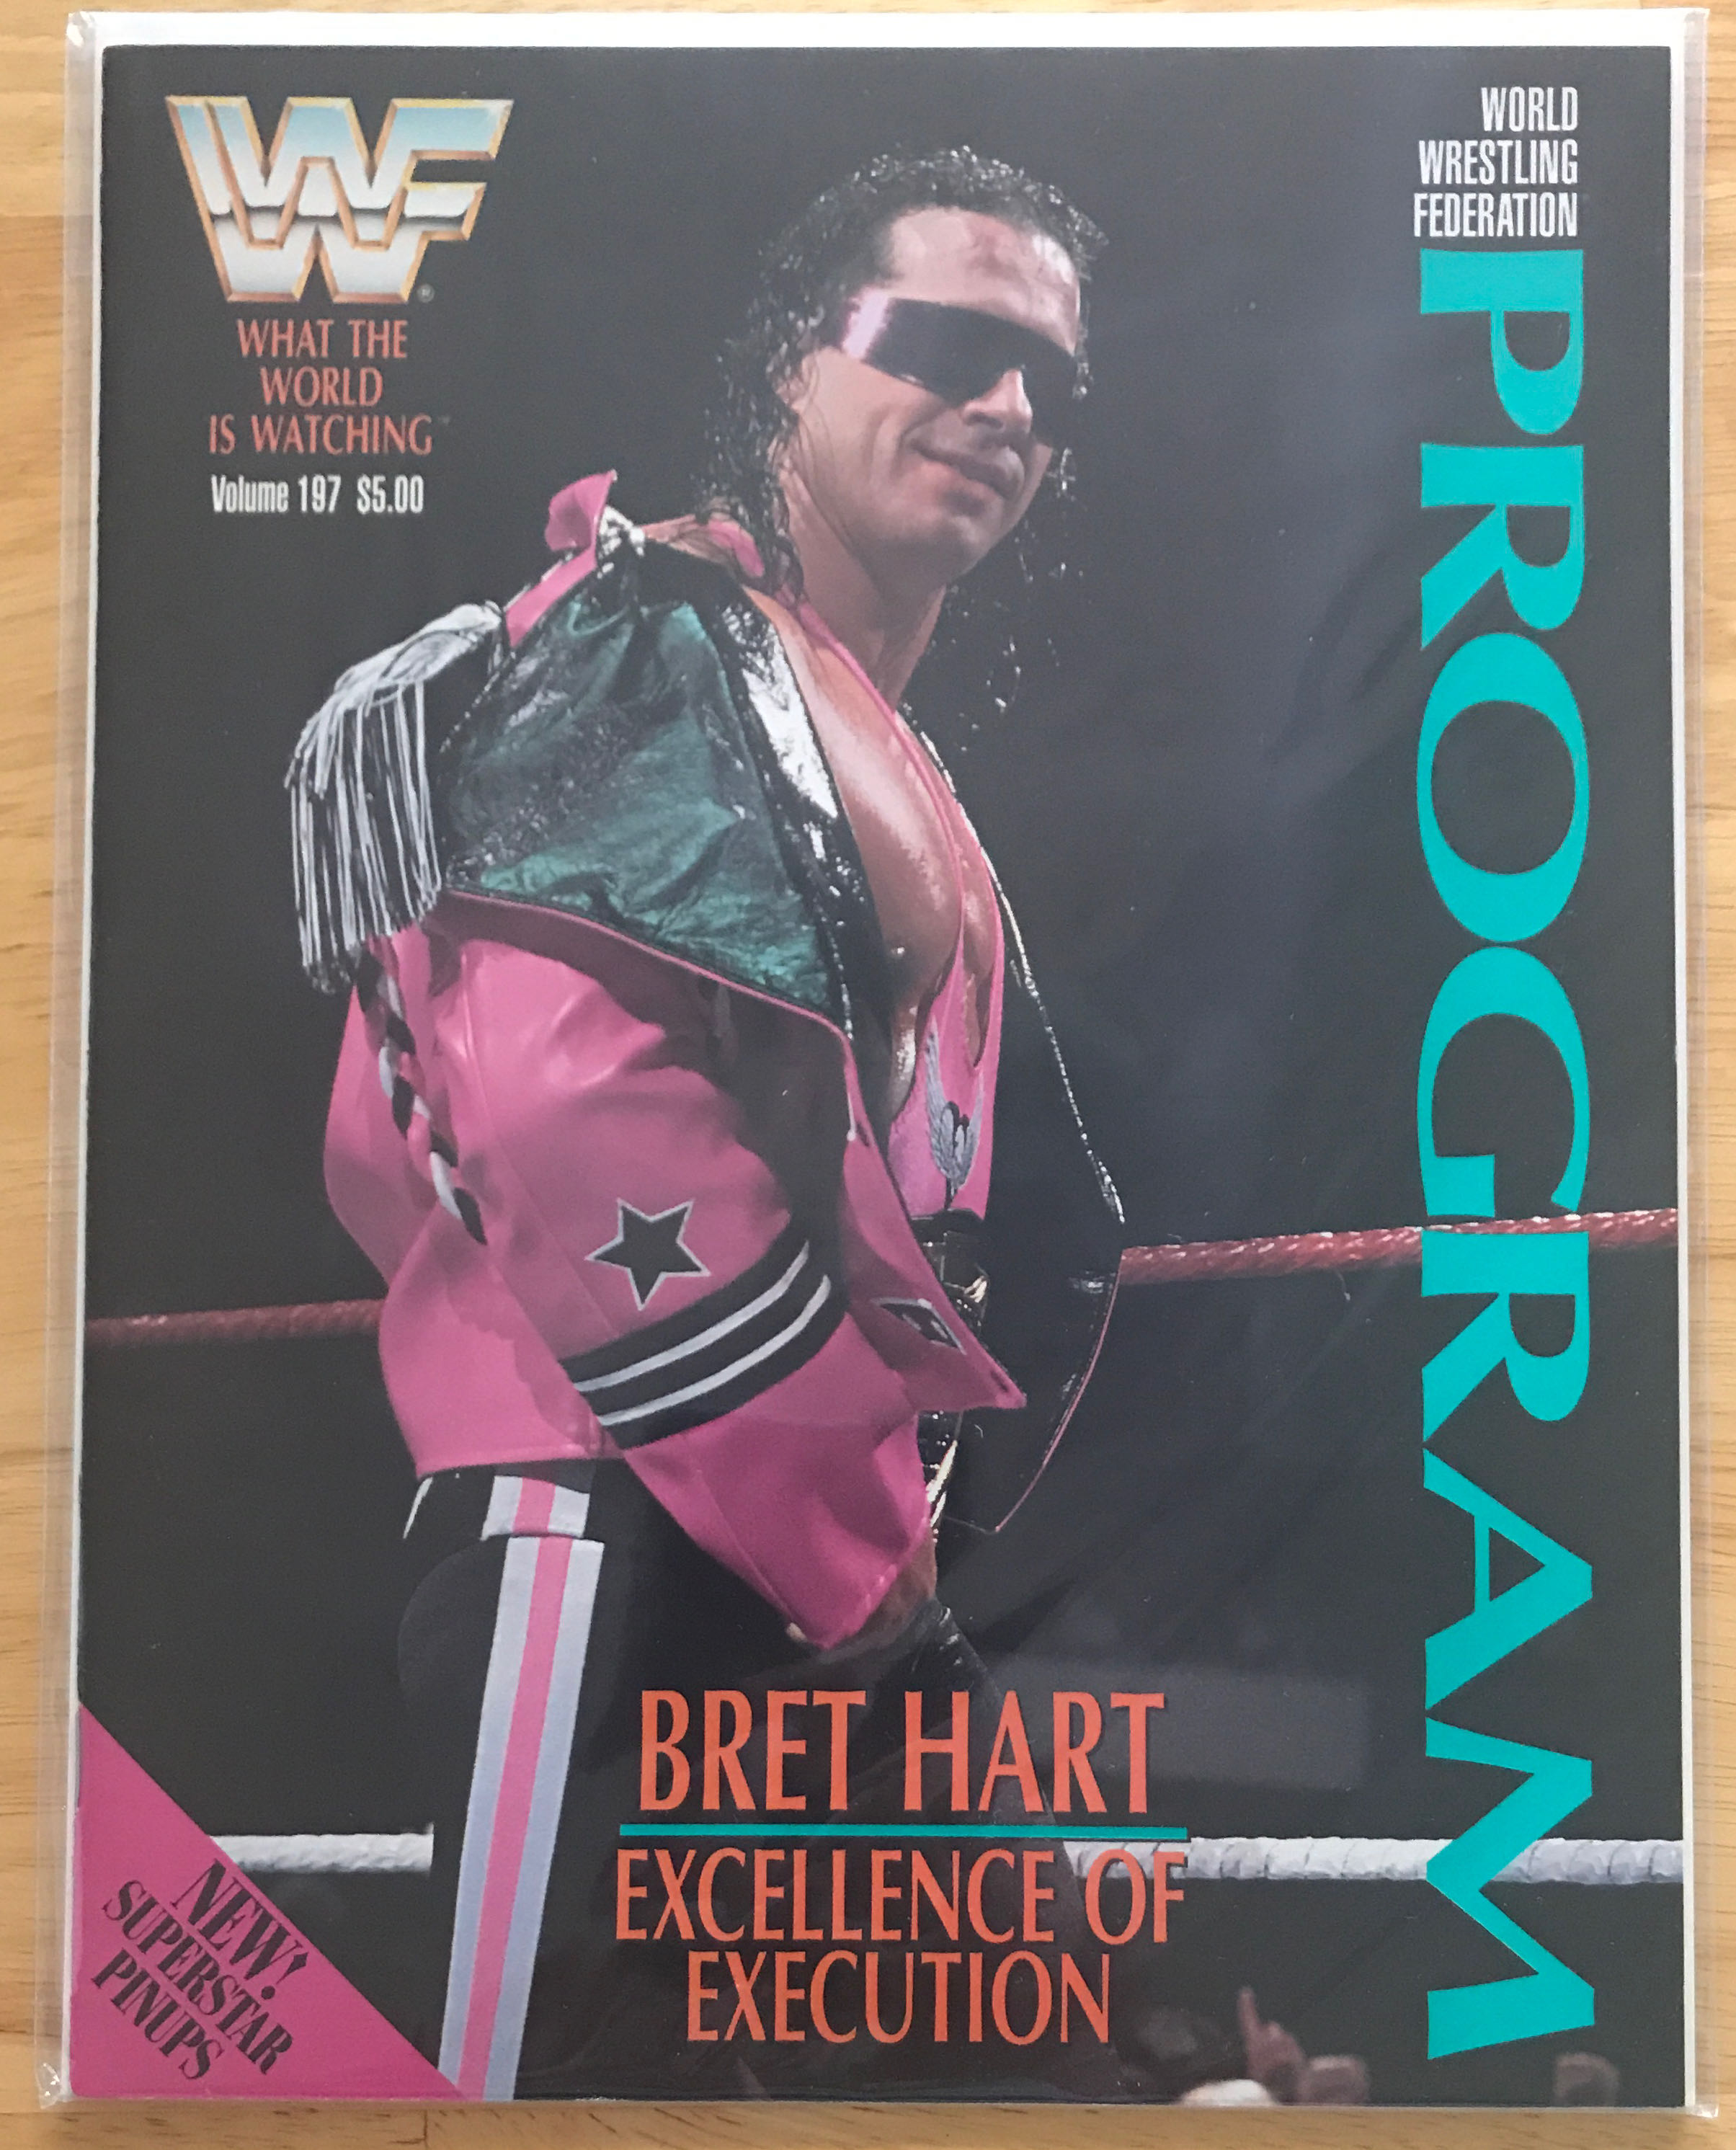 WWF ®
WHAT THE
WORLD
IS WATCHING™
Volume 197 $5.00
WORLD
WRESTLING
FEDERATION
PROGRAM
BRET HART
EXCELLENCE OF
EXECUTION
NEW!
SUPERSTAR
PINUPS